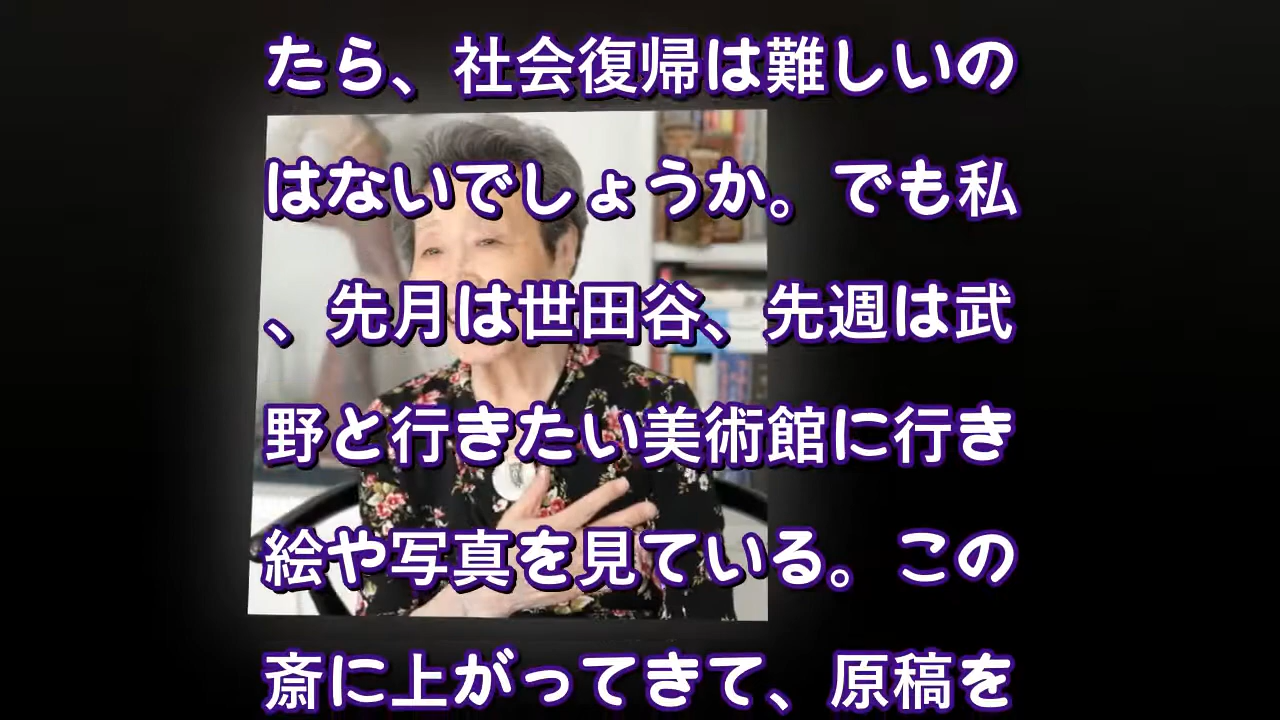 たら、社会復帰は難しいの
はないでしょうか。でも私
、先月は世田谷、先週は武
野と行きたい美術館に行き
絵や写真を見ている。この
斎に上がってきて、原稿を